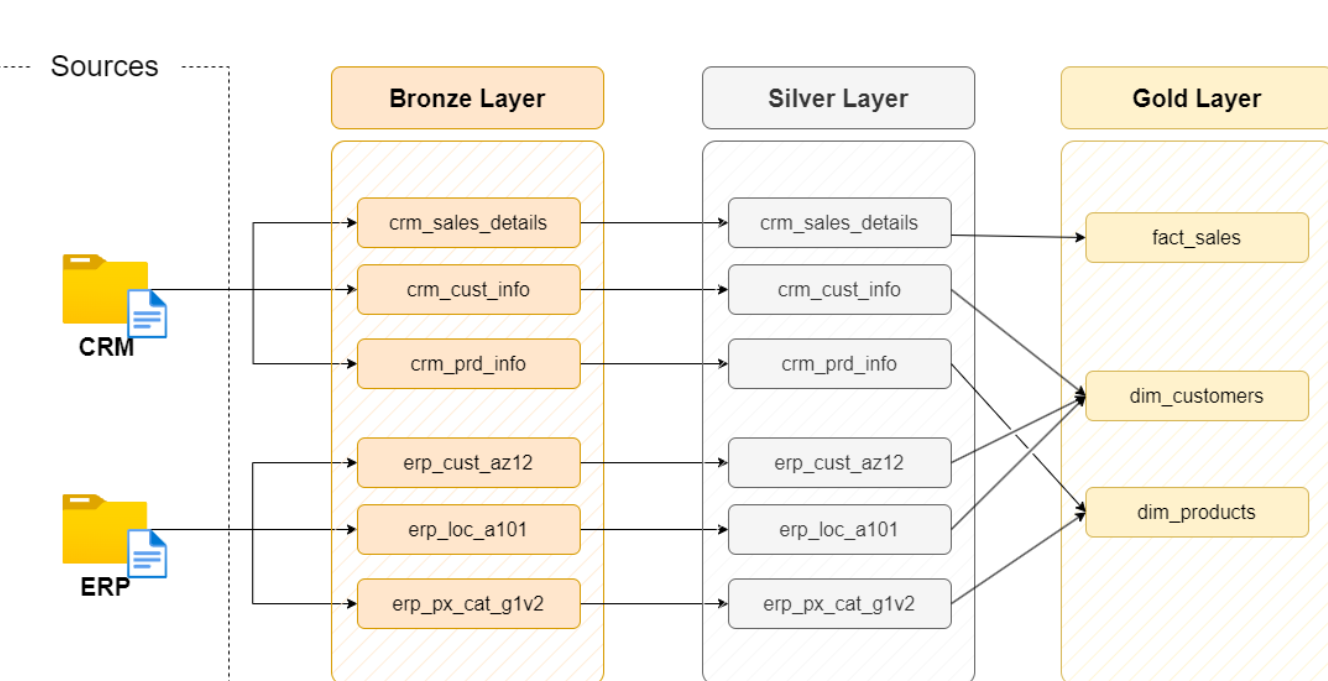 Sources
Bronze Layer
Silver Layer
Gold Layer
crm_sales_details
crm_sales_details
fact_sales
crm_cust_info
crm_cust_info
CRM
crm_prd_info
crm_prd_info
dim_customers
erp_cust_az12
erp_cust_az12
dim_products
erp_loc_a101
erp_loc_a101
ERP
erp_px_cat_g1v2
erp_px_cat_g1v2